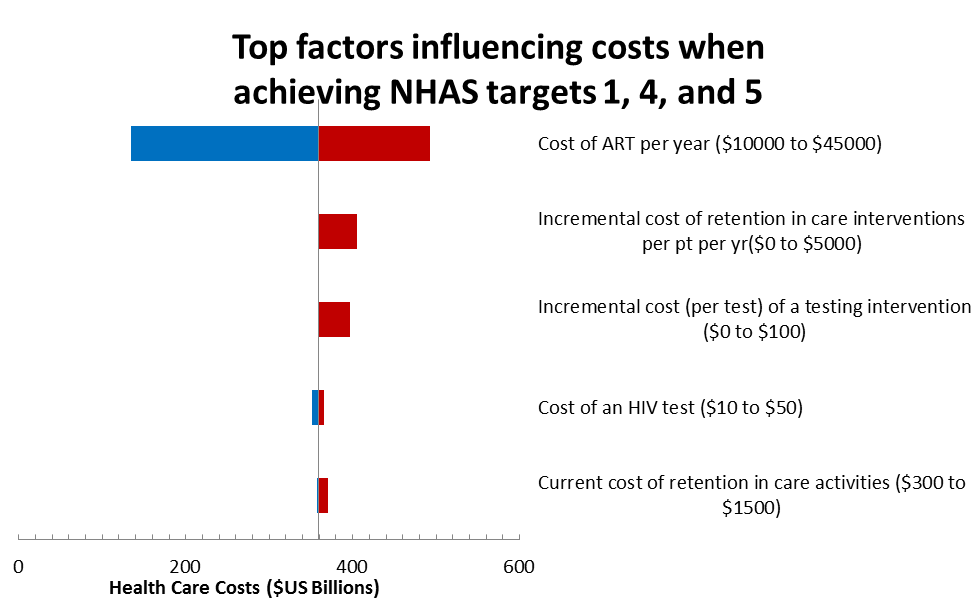 Top factors influencing costs when
achieving NHAS targets 1, 4, and 5
Cost of ART per year ($10000 to $45000)
Incremental cost of retention in care interventions
per pt per yr($0 to $5000)
Incremental cost (per test) of a testing intervention
($0 to $100)
Cost of an HIV test ($10 to $50)
Current cost of retention in care activities ($300 to
$1500)
0 200 400 600
Health Care Costs ($US Billions)